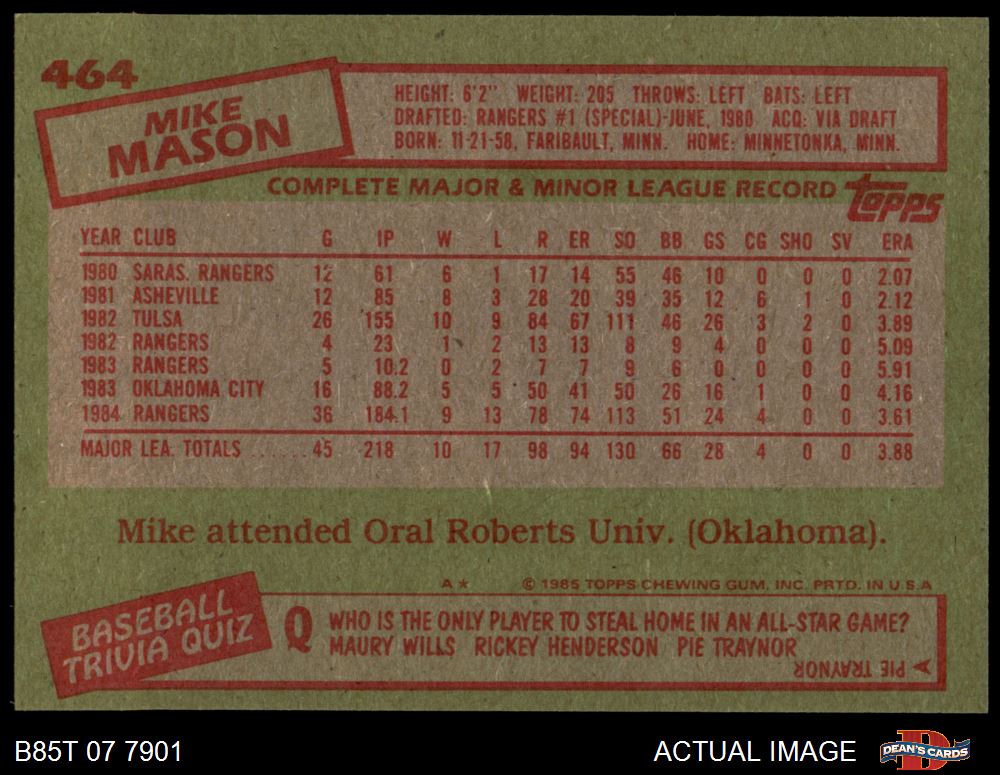 464
MIKE
MASON
HEIGHT: 6'2" WEIGHT: 205 THROWS: LEFT BATS: LEFT
DRAFTED: RANGERS #1 (SPECIAL)-JUNE, 1980 ACQ: VIA DRAFT
BORN: 11-21-58, FARIBAULT, MINN. HOME: MINNETONKA, MINN.
COMPLETE MAJOR & MINOR LEAGUE RECORD topps
YEAR CLUB G IP W L R ER SO BB GS CG SHO SV ERA
1980 SARAS. RANGERS 12 61 6 1 17 14 55 46 10 0 0 0 2.07
1981 ASHEVILLE 12 85 8 3 28 20 39 35 12 6 1 0 2.12
1982 TULSA 26 155 10 9 84 67 111 46 26 3 2 0 3.89
1982 RANGERS 4 23 1 2 13 13 8 9 4 0 0 0 5.09
1983 RANGERS 5 10.2 0 2 7 7 9 6 0 0 0 0 5.91
1983 OKLAHOMA CITY 16 88.2 5 5 50 41 50 26 16 1 0 0 4.16
1984 RANGERS 36 184.1 9 13 78 74 113 51 24 4 0 0 3.61
MAJOR LEA. TOTALS ......45 218 10 17 98 94 130 66 28 4 0 0 3.88
Mike attended Oral Roberts Univ. (Oklahoma).
A* © 1985 TOPPS CHEWING GUM, INC. PRTD. IN U.S.A
BASEBALL
TRIVIA QUIZ
Q WHO IS THE ONLY PLAYER TO STEAL HOME IN AN ALL-STAR GAME?
MAURY WILLS RICKEY HENDERSON PIE TRAYNOR
A PIE TRAYNOR
B85T 07 7901 ACTUAL IMAGE DEAN'S CARDS